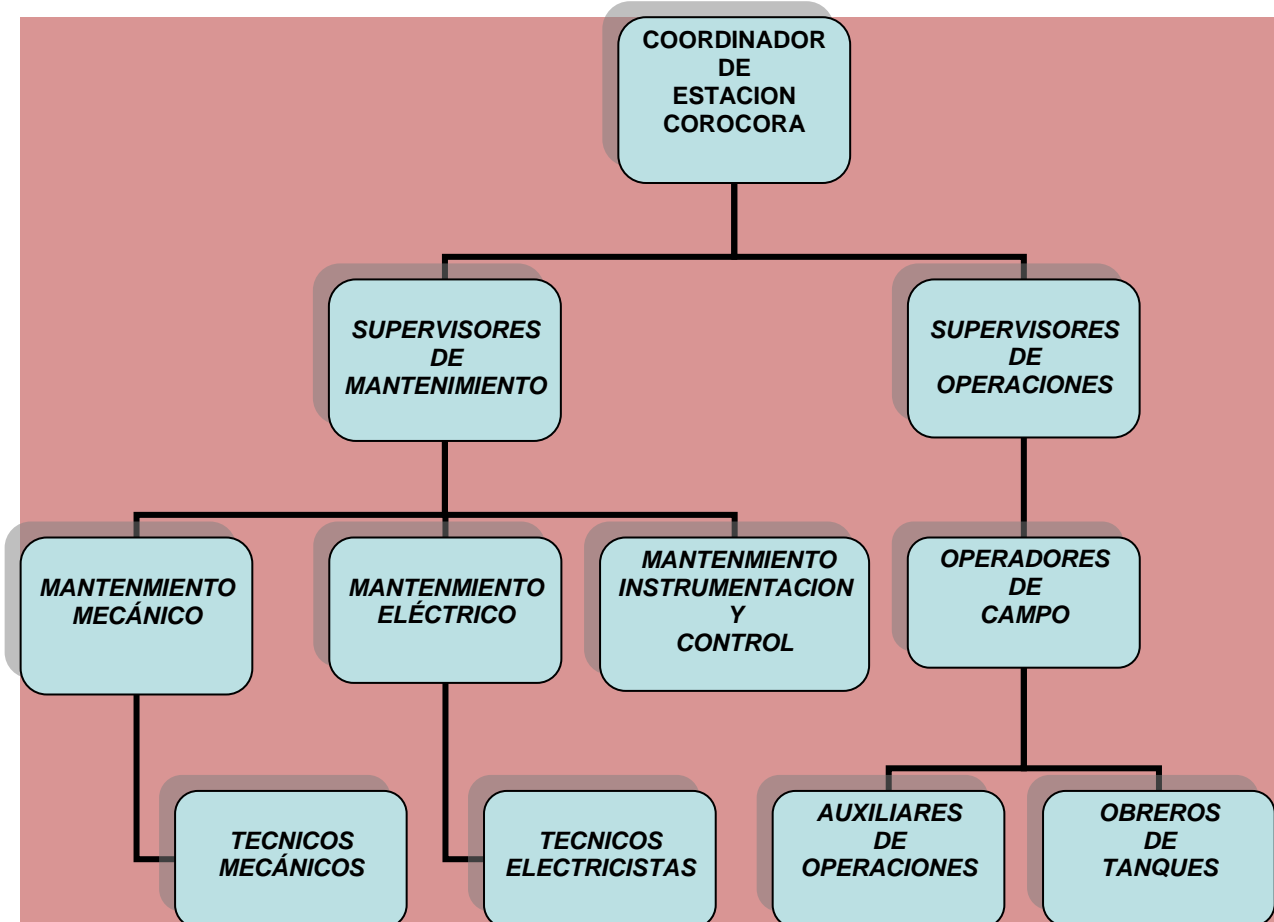 COORDINADOR
DE
ESTACION
COROCORA
SUPERVISORES
DE
MANTENIMIENTO
SUPERVISORES
DE
OPERACIONES
MANTENMIENTO
MECÁNICO
MANTENMIENTO
ELÉCTRICO
MANTENMIENTO
INSTRUMENTACION
Y
CONTROL
OPERADORES
DE
CAMPO
TECNICOS
MECÁNICOS
TECNICOS
ELECTRICISTAS
AUXILIARES
DE
OPERACIONES
OBREROS
DE
TANQUES